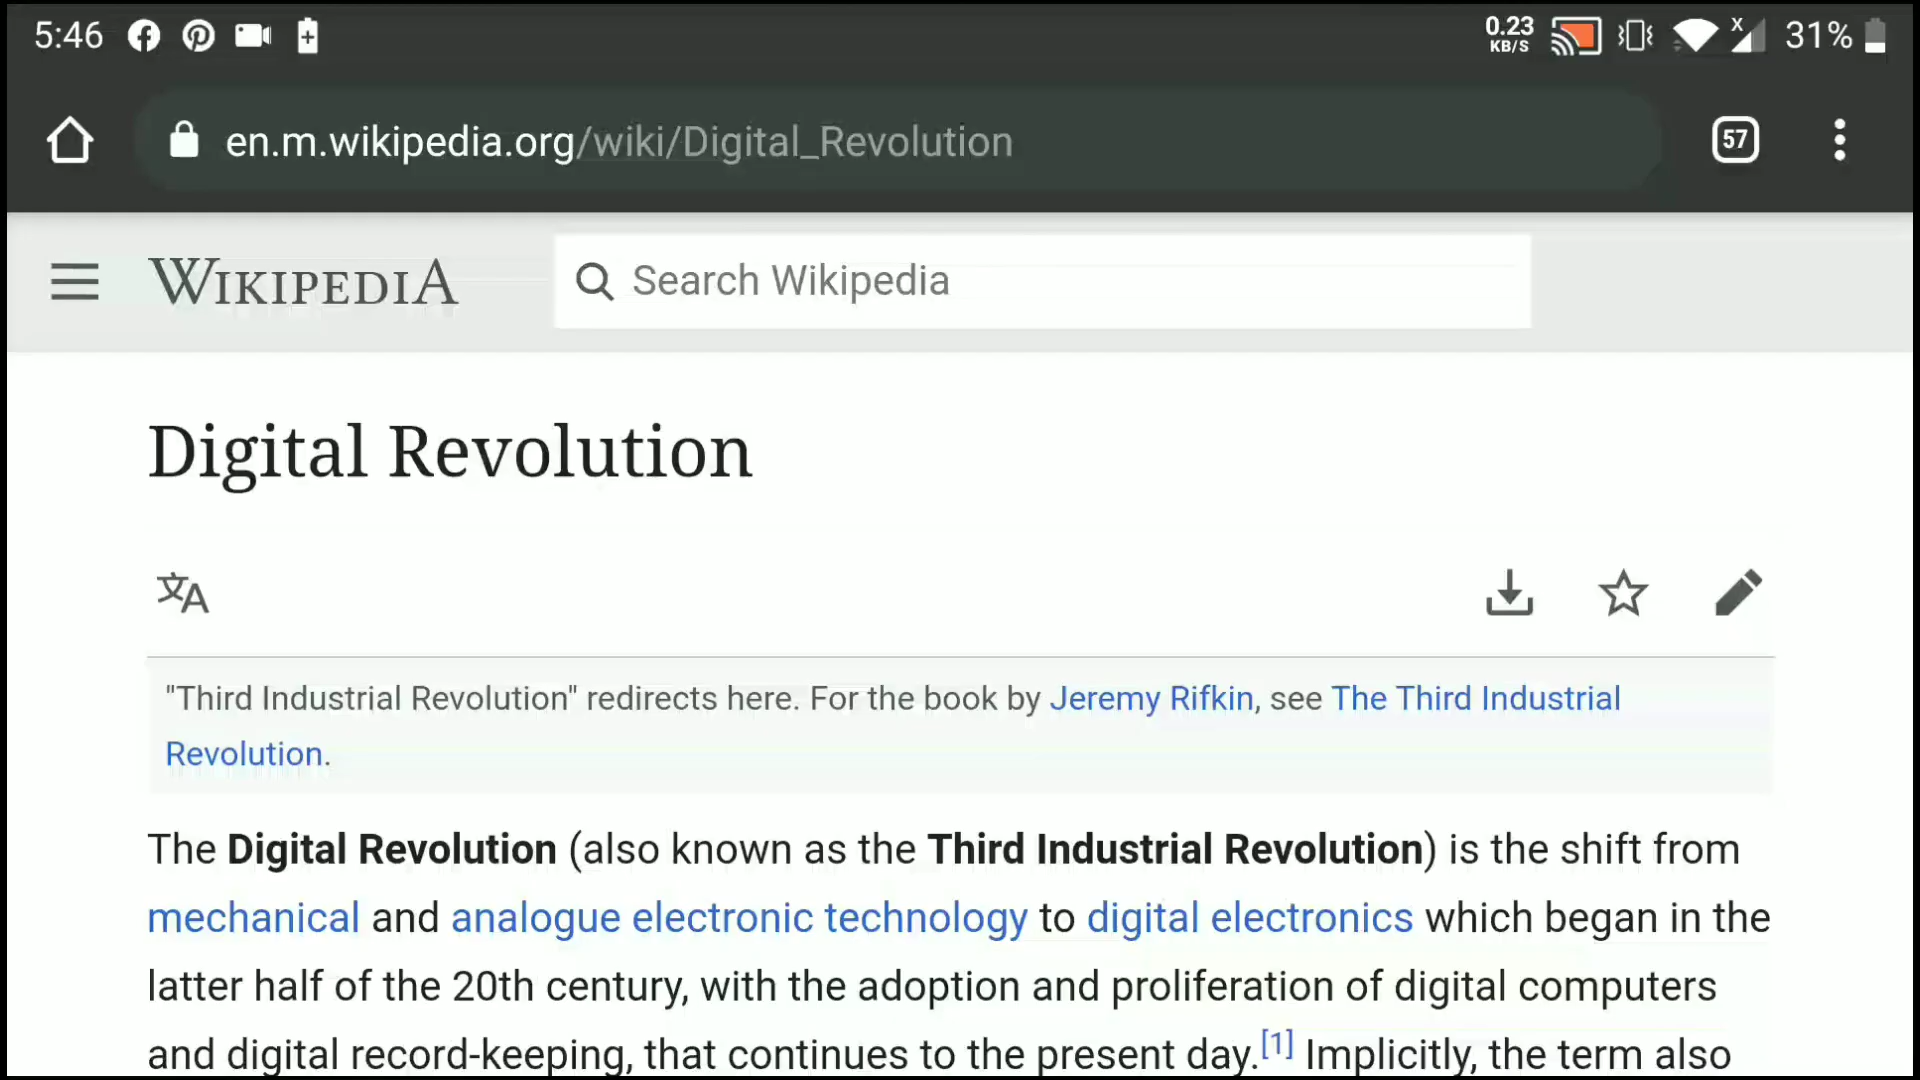 5:46 0.23 KB/S X 31%
en.m.wikipedia.org/wiki/Digital_Revolution 57
WIKIPEDIA Search Wikipedia
Digital Revolution
文A
"Third Industrial Revolution" redirects here. For the book by Jeremy Rifkin, see The Third Industrial
Revolution.
The Digital Revolution (also known as the Third Industrial Revolution) is the shift from
mechanical and analogue electronic technology to digital electronics which began in the
latter half of the 20th century, with the adoption and proliferation of digital computers
and digital record-keeping, that continues to the present day.[1] Implicitly, the term also